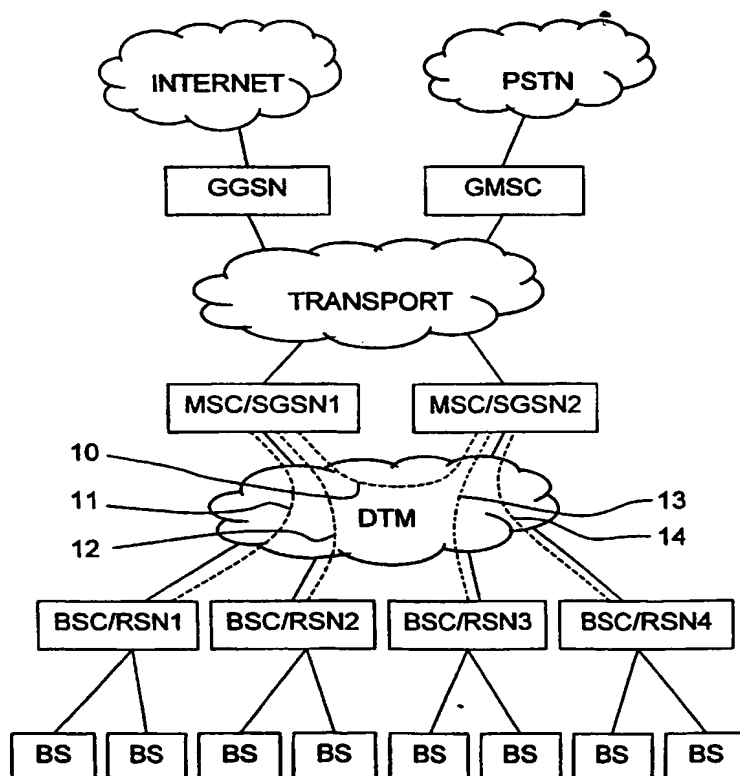 INTERNET PSTN
GGSN GMSC
TRANSPORT
MSC/SGSN1 MSC/SGSN2
10
11 13
DTM
12 14
BSC/RSN1 BSC/RSN2 BSC/RSN3 BSC/RSN4
BS BS BS BS BS BS BS BS